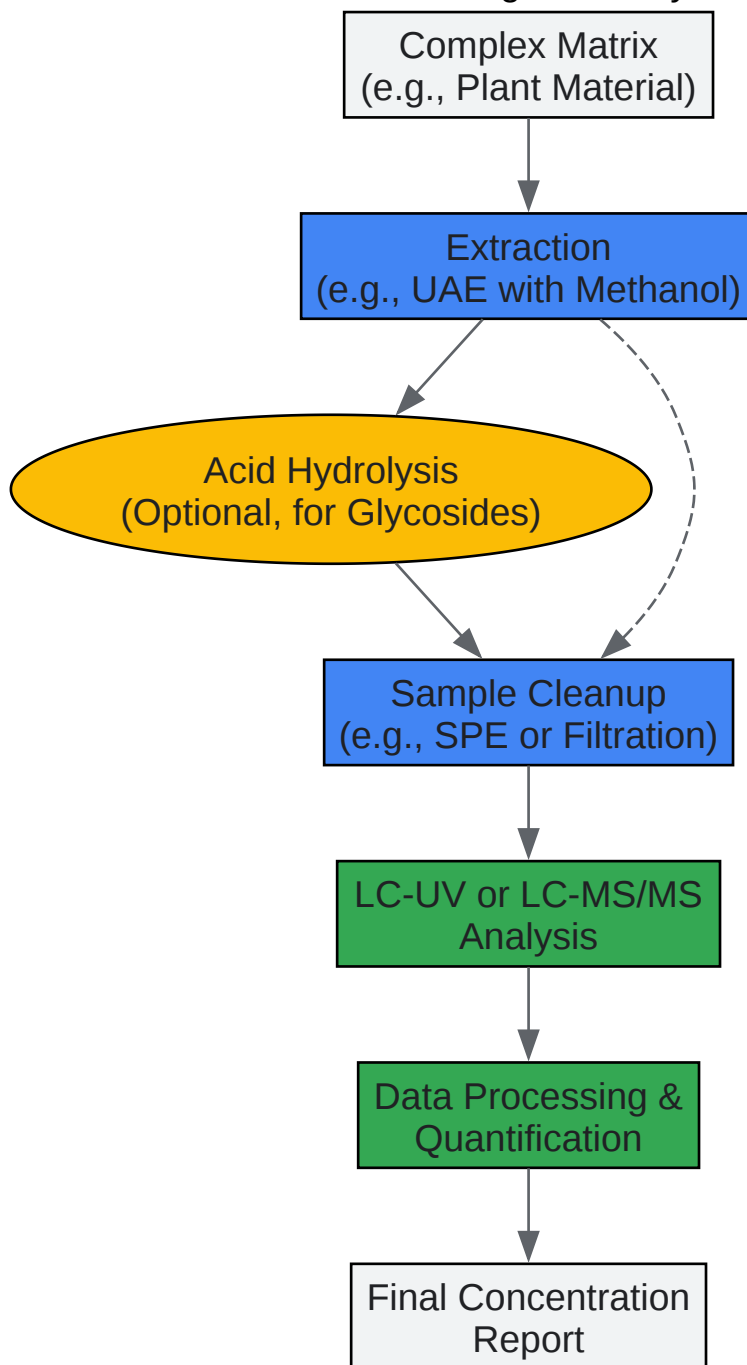 Complex Matrix
(e.g., Plant Material)
Extraction
(e.g., UAE with Methanol)
Acid Hydrolysis
(Optional, for Glycosides)
Sample Cleanup
(e.g., SPE or Filtration)
LC-UV or LC-MS/MS
Analysis
Data Processing &
Quantification
Final Concentration
Report